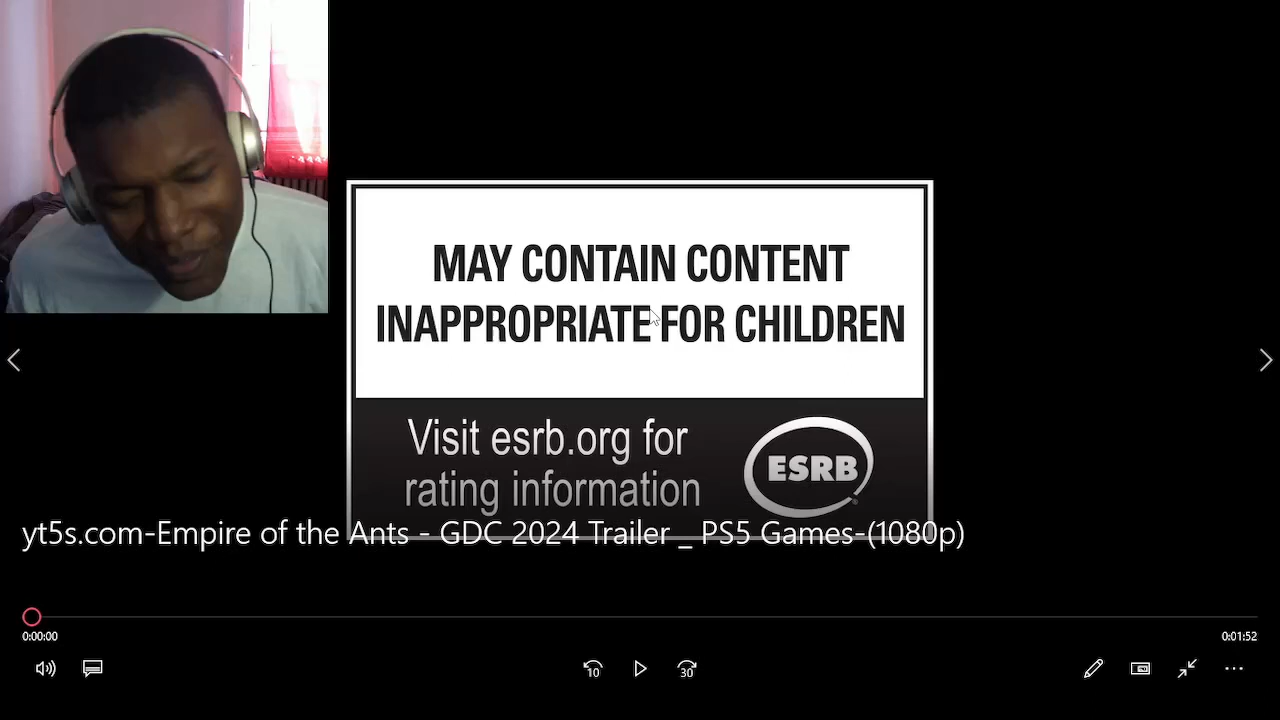 MAY CONTAIN CONTENT
INAPPROPRIATE FOR CHILDREN
Visit esrb.org for
rating information
ESRB
yt5s.com-Empire of the Ants - GDC 2024 Trailer _ PS5 Games-(1080p)
0:00:00
0:01:52
10
30